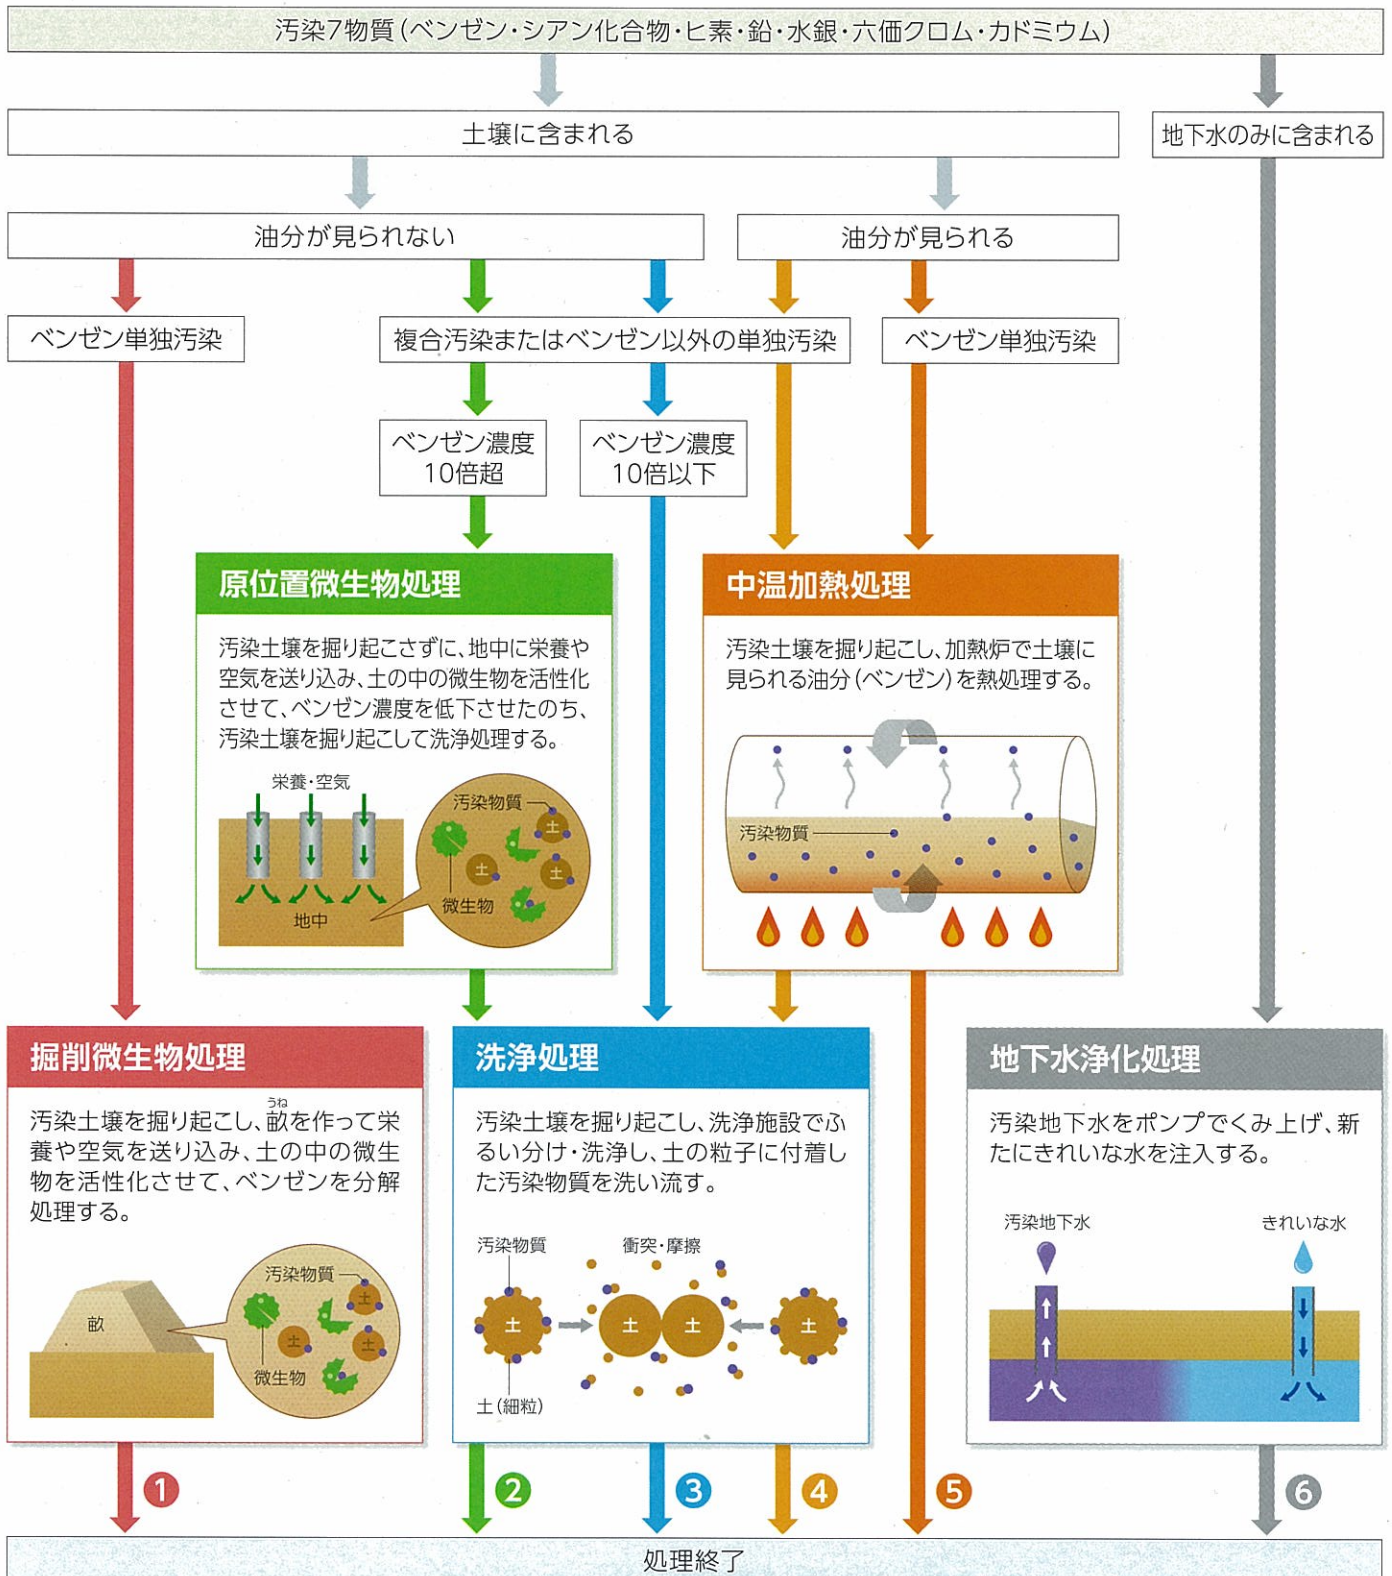 汚染7物質(ベンゼン・シアン化合物・ヒ素・鉛・水銀・六価クロム・カドミウム)
土壌に含まれる
地下水のみに含まれる
油分が見られない
油分が見られる
ベンゼン単独汚染
複合汚染またはベンゼン以外の単独汚染
ベンゼン単独汚染
ベンゼン濃度
10倍超
ベンゼン濃度
10倍以下
原位置微生物処理
汚染土壌を掘り起こさずに、地中に栄養や
空気を送り込み、土の中の微生物を活性化
させて、ベンゼン濃度を低下させたのち、
汚染土壌を掘り起こして洗浄処理する。
栄養・空気
地中
汚染物質
土
土
土
微生物
中温加熱処理
汚染土壌を掘り起こし、加熱炉で土壌に
見られる油分(ベンゼン)を熱処理する。
汚染物質
掘削微生物処理
うね
汚染土壌を掘り起こし、畝を作って栄
養や空気を送り込み、土の中の微生
物を活性化させて、ベンゼンを分解
処理する。
畝
汚染物質
土
土
土
微生物
洗浄処理
汚染土壌を掘り起こし、洗浄施設でふ
るい分け・洗浄し、土の粒子に付着し
た汚染物質を洗い流す。
汚染物質
衝突・摩擦
土
土
土
土
土(細粒)
地下水浄化処理
汚染地下水をポンプでくみ上げ、新
たにきれいな水を注入する。
汚染地下水
きれいな水
1
2
3
4
5
6
処理終了